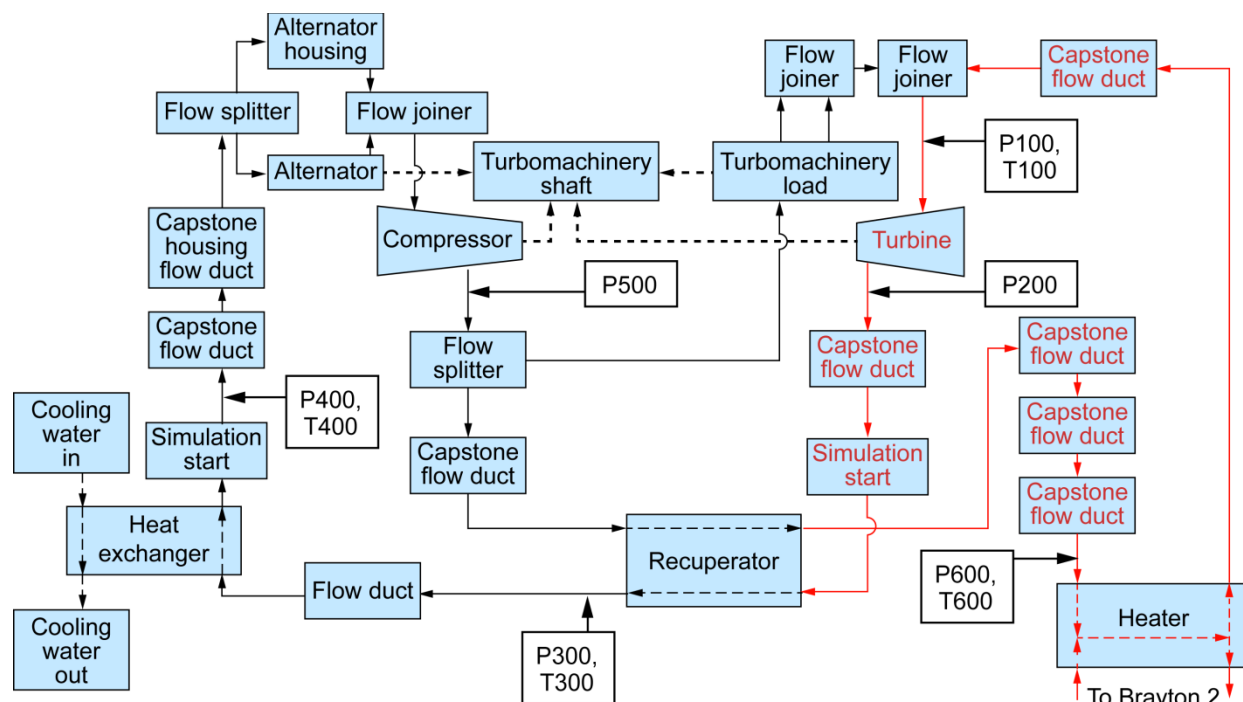 Alternator
housing
Flow
joiner
Flow
joiner
Capstone
flow duct
Flow splitter
Flow joiner
P100,
T100
Alternator
Turbomachinery
shaft
Turbomachinery
load
Capstone
housing
flow duct
Compressor
Turbine
P500
P200
Capstone
flow duct
Flow
splitter
Capstone
flow duct
Capstone
flow duct
P400,
T400
Cooling
water
in
Simulation
start
Capstone
flow duct
Simulation
start
Capstone
flow duct
Capstone
flow duct
Heat
exchanger
Recuperator
Flow duct
P600,
T600
Heater
Cooling
water
out
P300,
T300
To Brayton 2